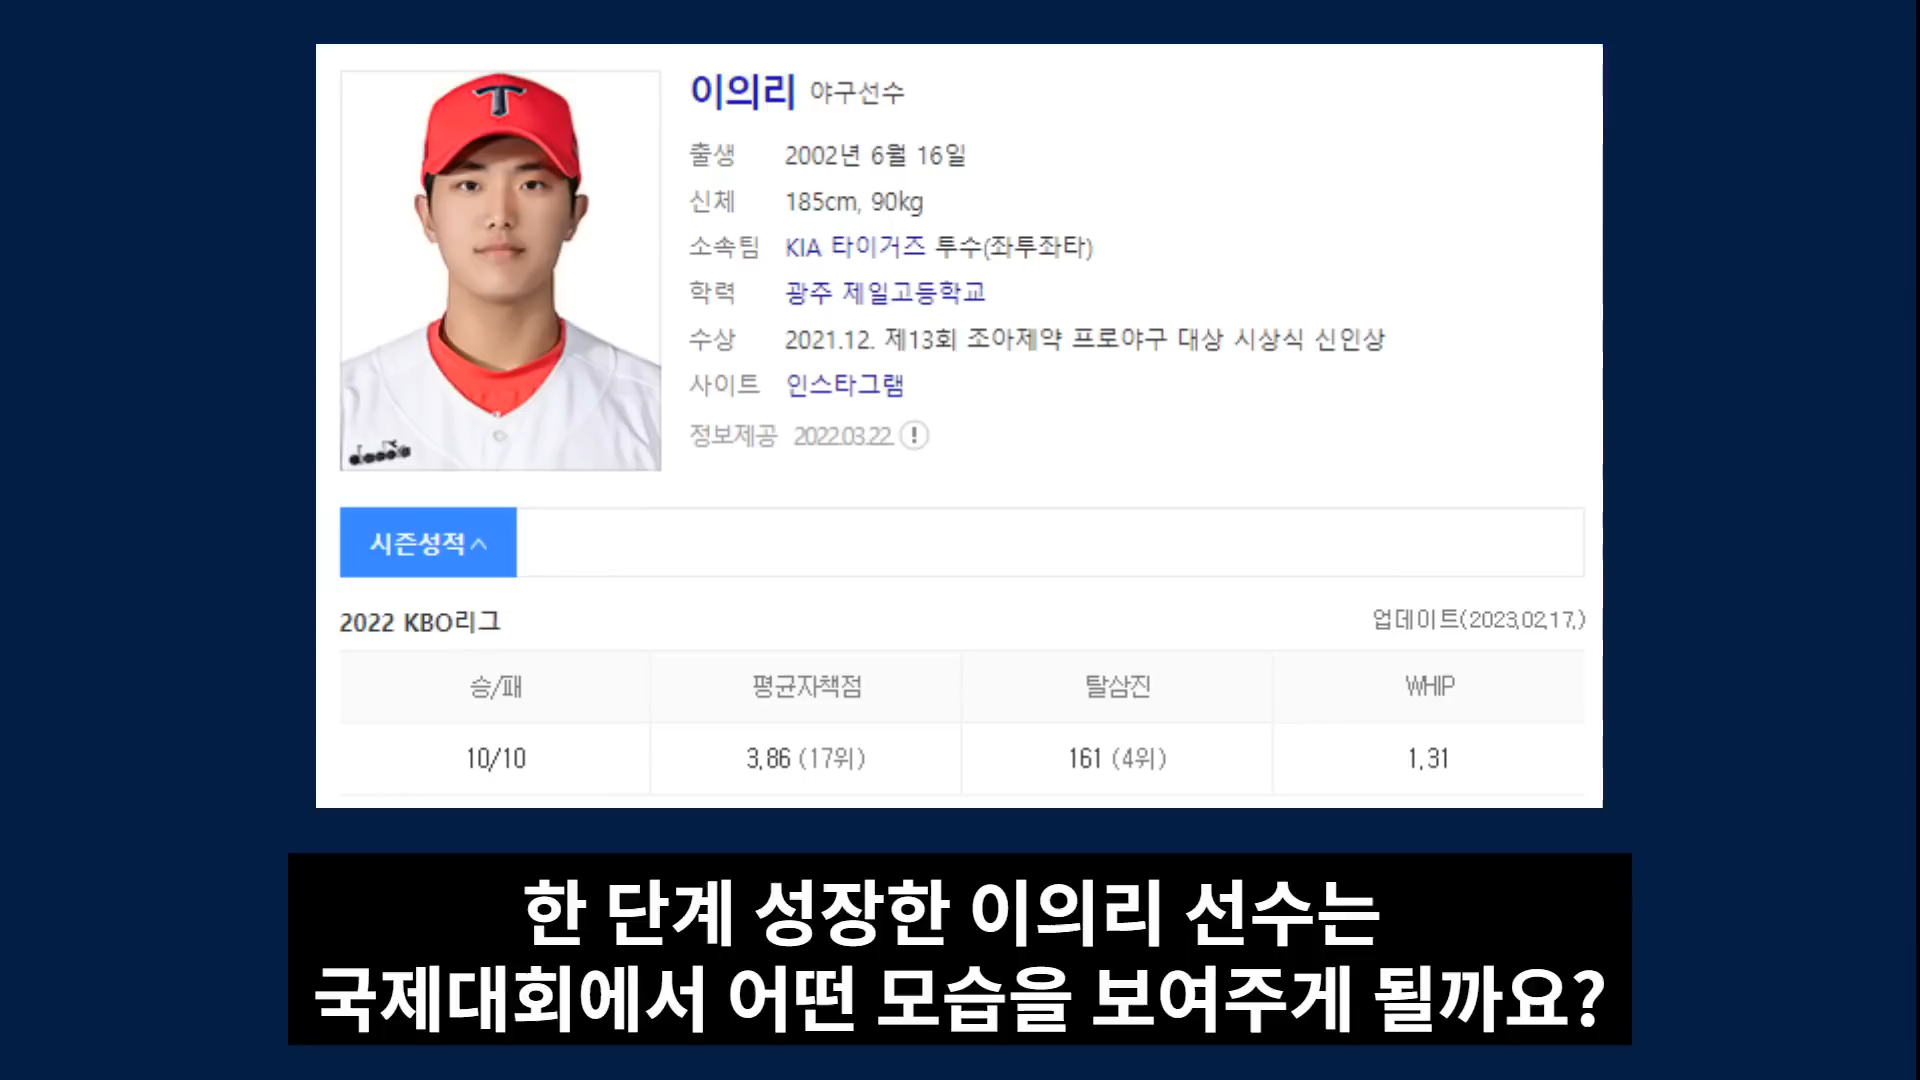 T
diadora
이의리 야구선수
출생 2002년 6월 16일
신체 185cm, 90kg
소속팀 KIA 타이거즈 투수(좌투좌타)
학력 광주 제일고등학교
수상 2021.12. 제13회 조아제약 프로야구 대상 시상식 신인상
사이트 인스타그램
정보제공 2022.03.22. !
시즌성적
2022 KBO리그 업데이트(2023.02.17.)
승/패 평균자책점 탈삼진 WHIP
10/10 3.86 (17위) 161 (4위) 1.31
한 단계 성장한 이의리 선수는
국제대회에서 어떤 모습을 보여주게 될까요?